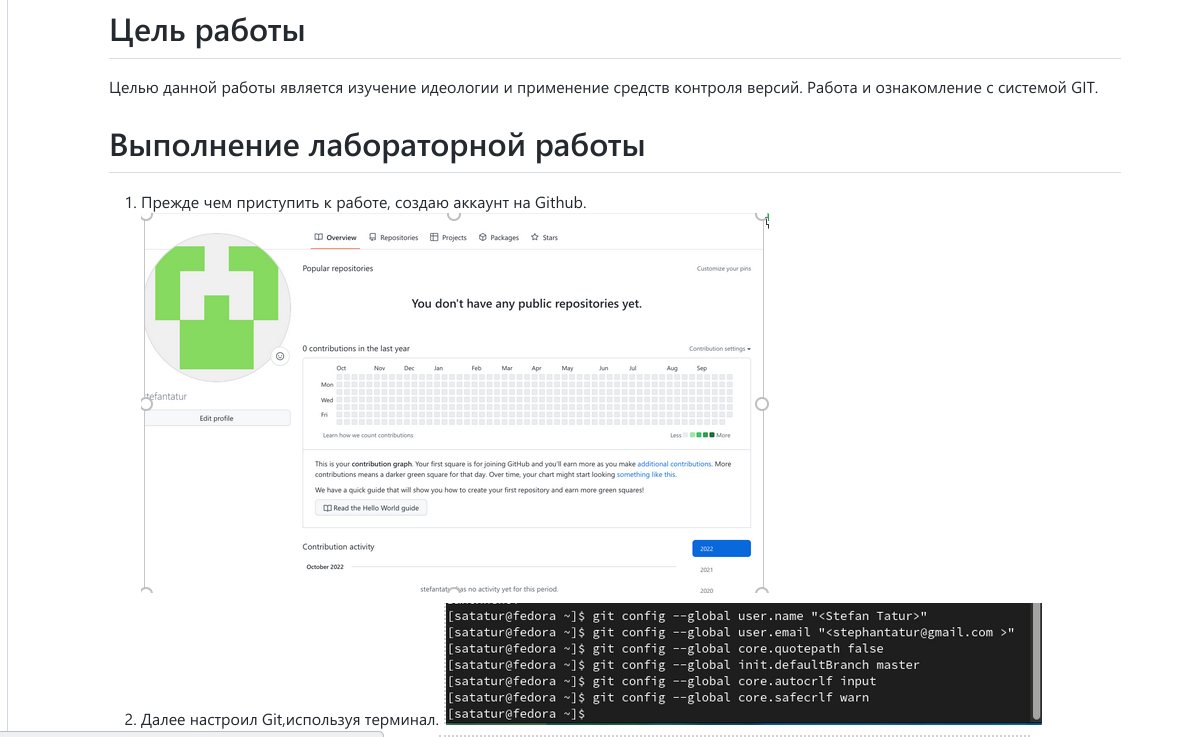 Цель работы
Целью данной работы является изучение идеологии и применение средств контроля версий. Работа и ознакомление с системой GIT.
Выполнение лабораторной работы
1. Прежде чем приступить к работе, создаю аккаунт на Github.
Overview Repositories Projects Packages Stars
Popular repositories Customize your pins
You don't have any public repositories yet.
0 contributions in the last year Contribution settings
Oct Nov Dec Jan Feb Mar Apr May Jun Jul Aug Sep
Mon
Wed
Fri
Learn how we count contributions Less More
tefantatur
Edit profile
This is your contribution graph. Your first square is for joining GitHub and you'll earn more as you make additional contributions. More
contributions means a darker green square for that day. Over time, your chart might start looking something like this.
We have a quick guide that will show you how to create your first repository and earn more green squares!
Read the Hello World guide
Contribution activity
2022
2021
2020
October 2022
stefantatur has no activity yet for this period.
[satatur@fedora ~]$ git config --global user.name "<Stefan Tatur>"
[satatur@fedora ~]$ git config --global user.email "<stephantatur@gmail.com >"
[satatur@fedora ~]$ git config --global core.quotepath false
[satatur@fedora ~]$ git config --global init.defaultBranch master
[satatur@fedora ~]$ git config --global core.autocrlf input
[satatur@fedora ~]$ git config --global core.safecrlf warn
[satatur@fedora ~]$
2. Далее настроил Git,используя терминал.